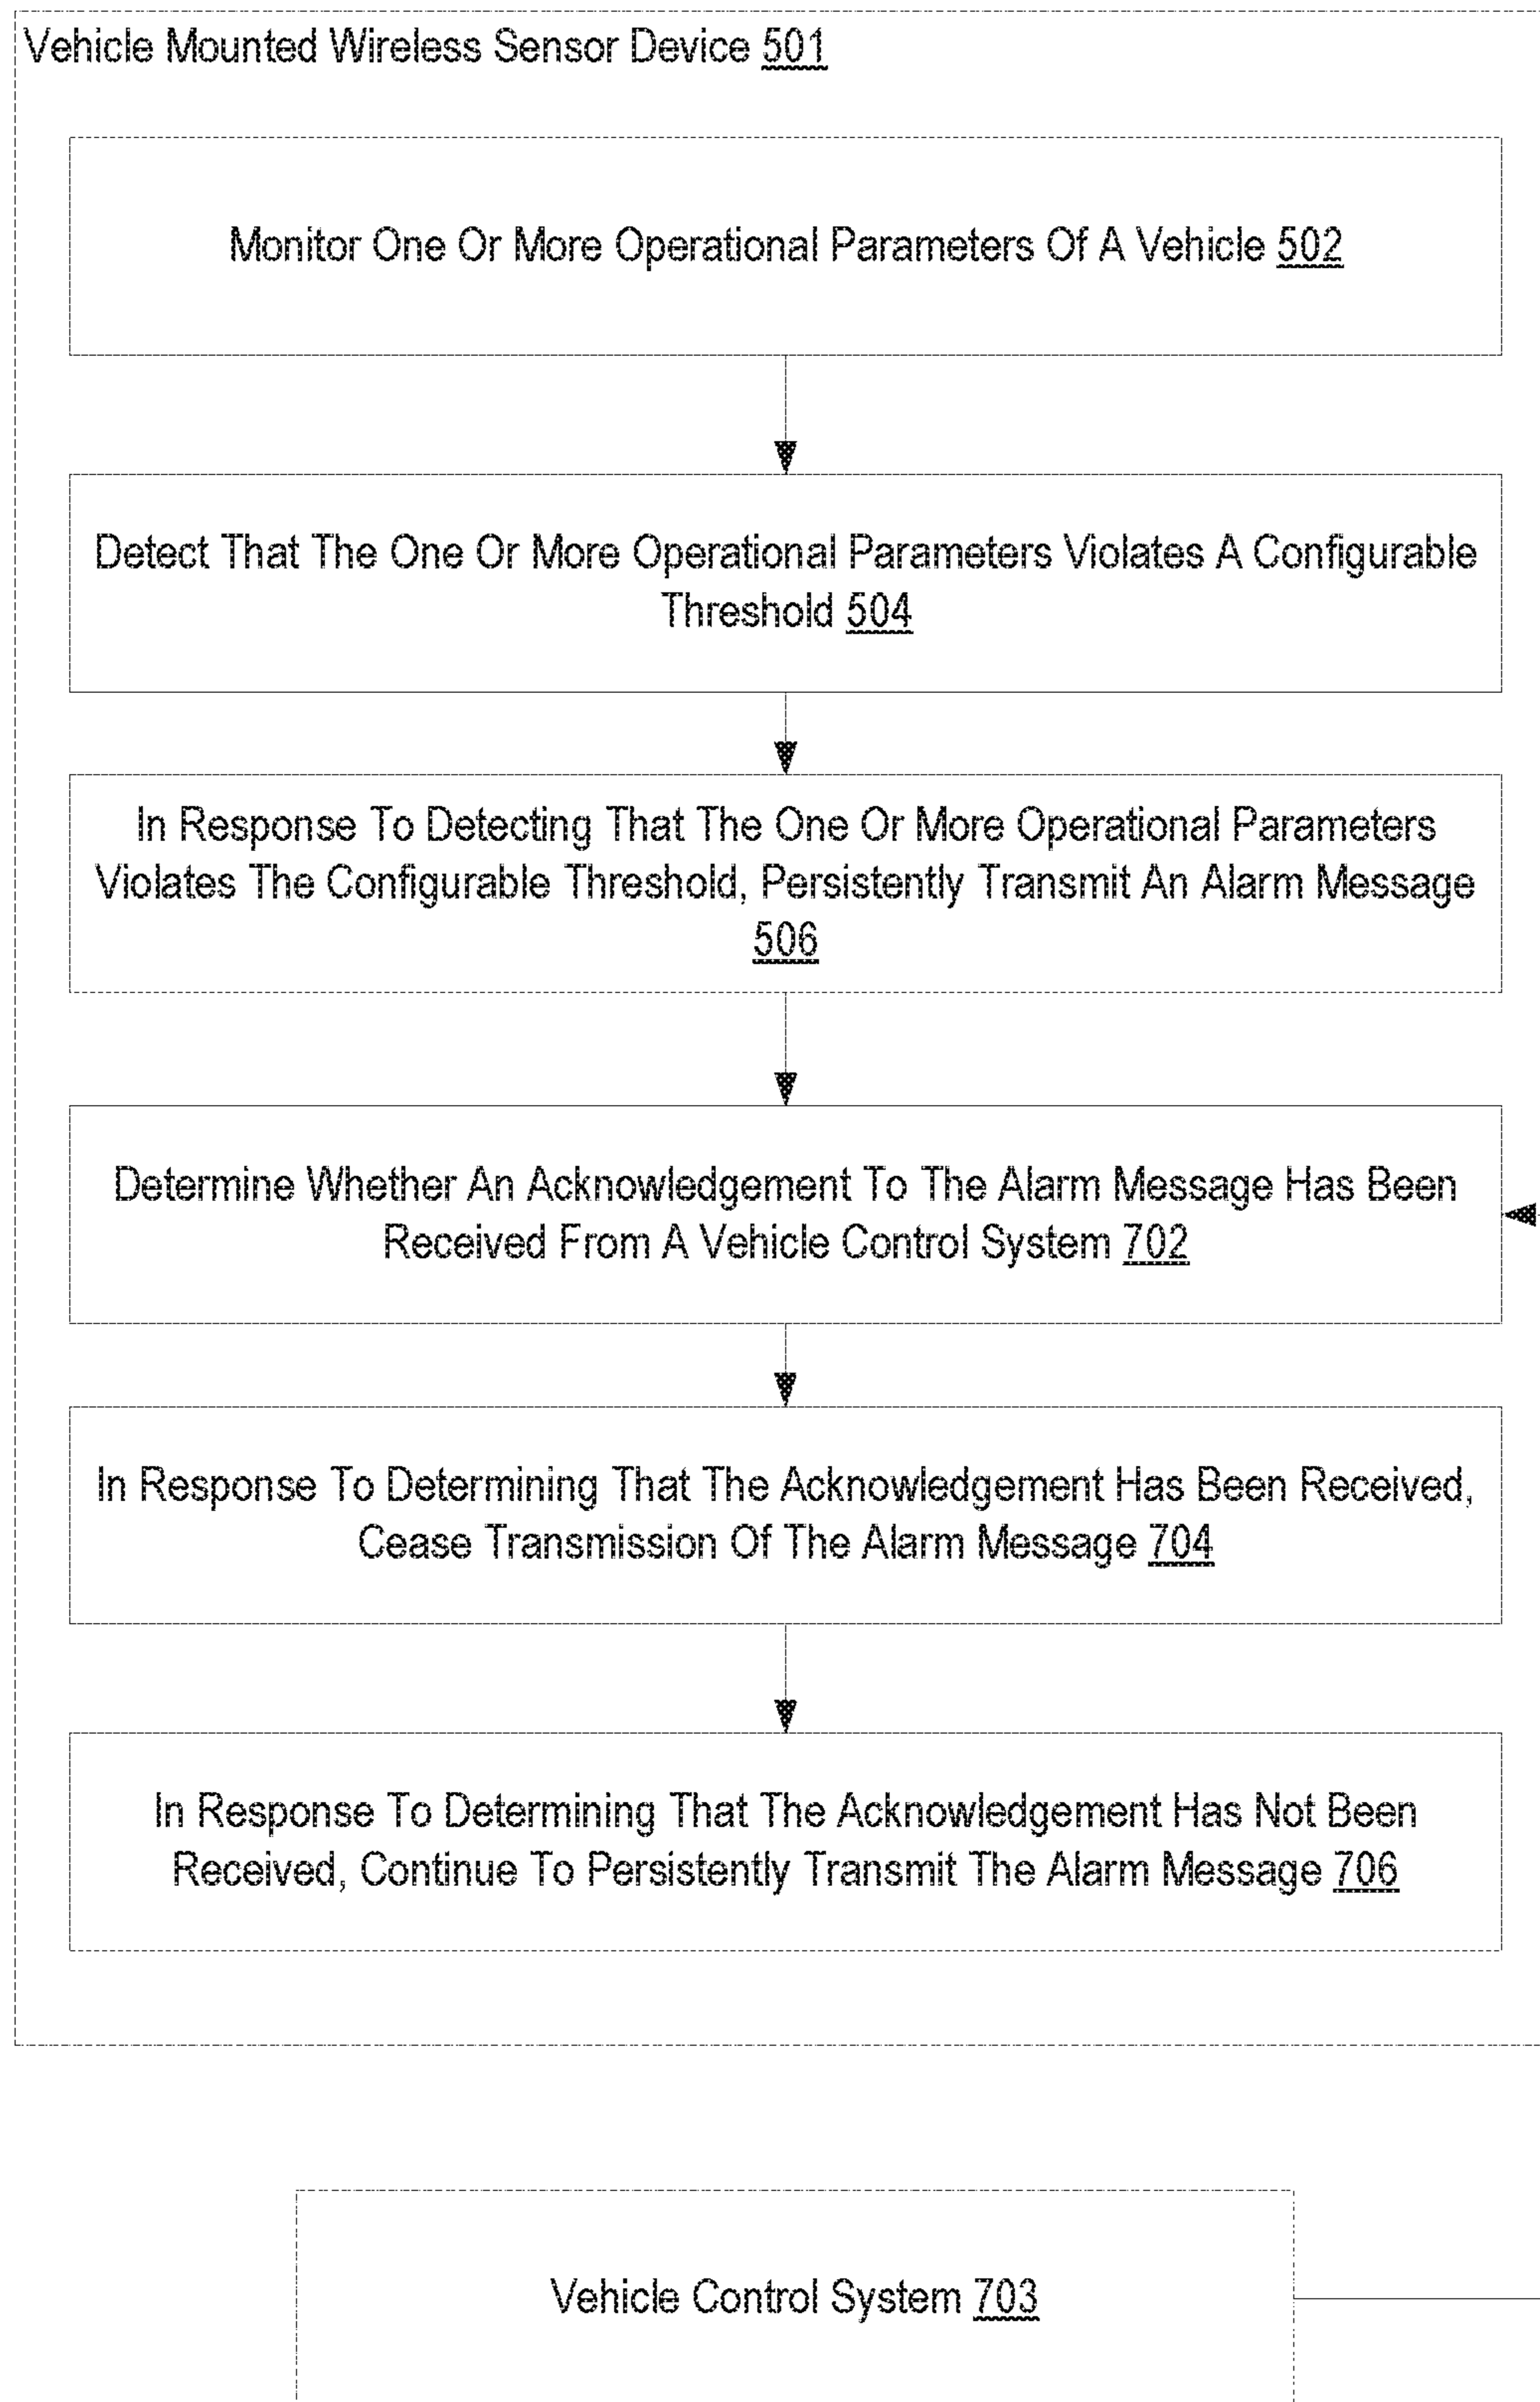 Vehicle Mounted Wireless Sensor Device 501
Monitor One Or More Operational Parameters Of A Vehicle 502
Detect That The One Or More Operational Parameters Violates A Configurable
Threshold 504
In Response To Detecting That The One Or More Operational Parameters
Violates The Configurable Threshold, Persistently Transmit An Alarm Message
506
Determine Whether An Acknowledgement To The Alarm Message Has Been
Received From A Vehicle Control System 702
In Response To Determining That The Acknowledgement Has Been Received,
Cease Transmission Of The Alarm Message 704
In Response To Determining That The Acknowledgement Has Not Been
Received, Continue To Persistently Transmit The Alarm Message 706
Vehicle Control System 703